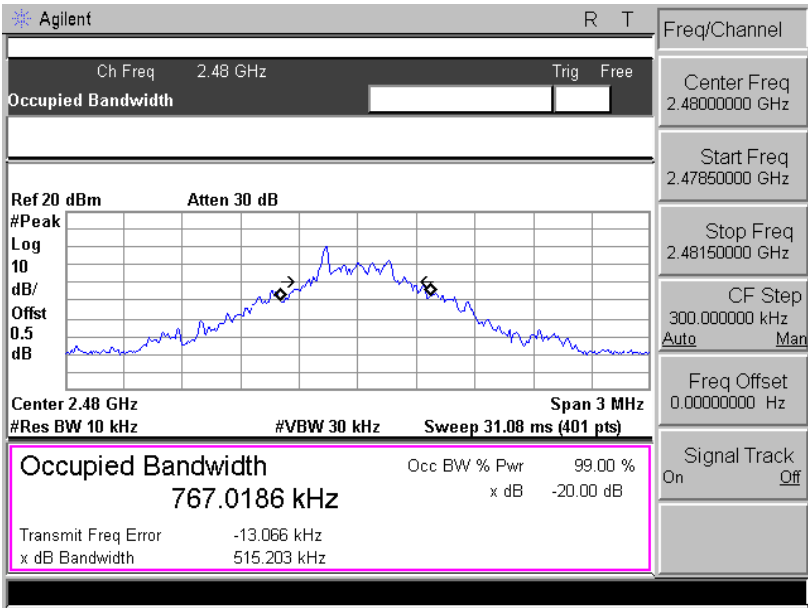 Agilent R T
Freq/Channel
Ch Freq 2.48 GHz Trig Free
Occupied Bandwidth
Center Freq
2.48000000 GHz
Start Freq
2.47850000 GHz
Stop Freq
2.48150000 GHz
CF Step
300.000000 kHz
Auto Man
Freq Offset
0.00000000 Hz
Signal Track
On Off
Ref 20 dBm Atten 30 dB
#Peak
Log
10
dB/
Offst
0.5
dB
Center 2.48 GHz Span 3 MHz
#Res BW 10 kHz #VBW 30 kHz Sweep 31.08 ms (401 pts)
Occupied Bandwidth Occ BW % Pwr 99.00 %
767.0186 kHz x dB -20.00 dB
Transmit Freq Error -13.066 kHz
x dB Bandwidth 515.203 kHz